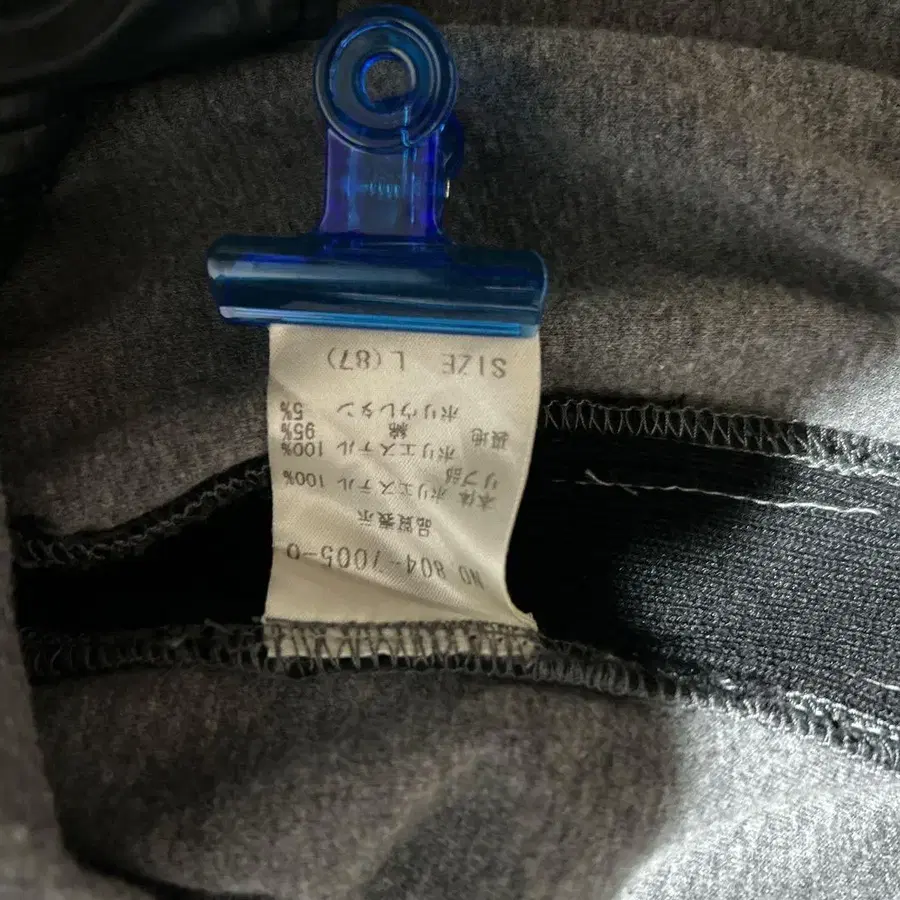 NO 804-7005-0
品質表示
本体 ポリエステル 100%
リブ部 ポリエステル 100%
裏地 綿 95%
ポリウレタン 5%
SIZE L(87)